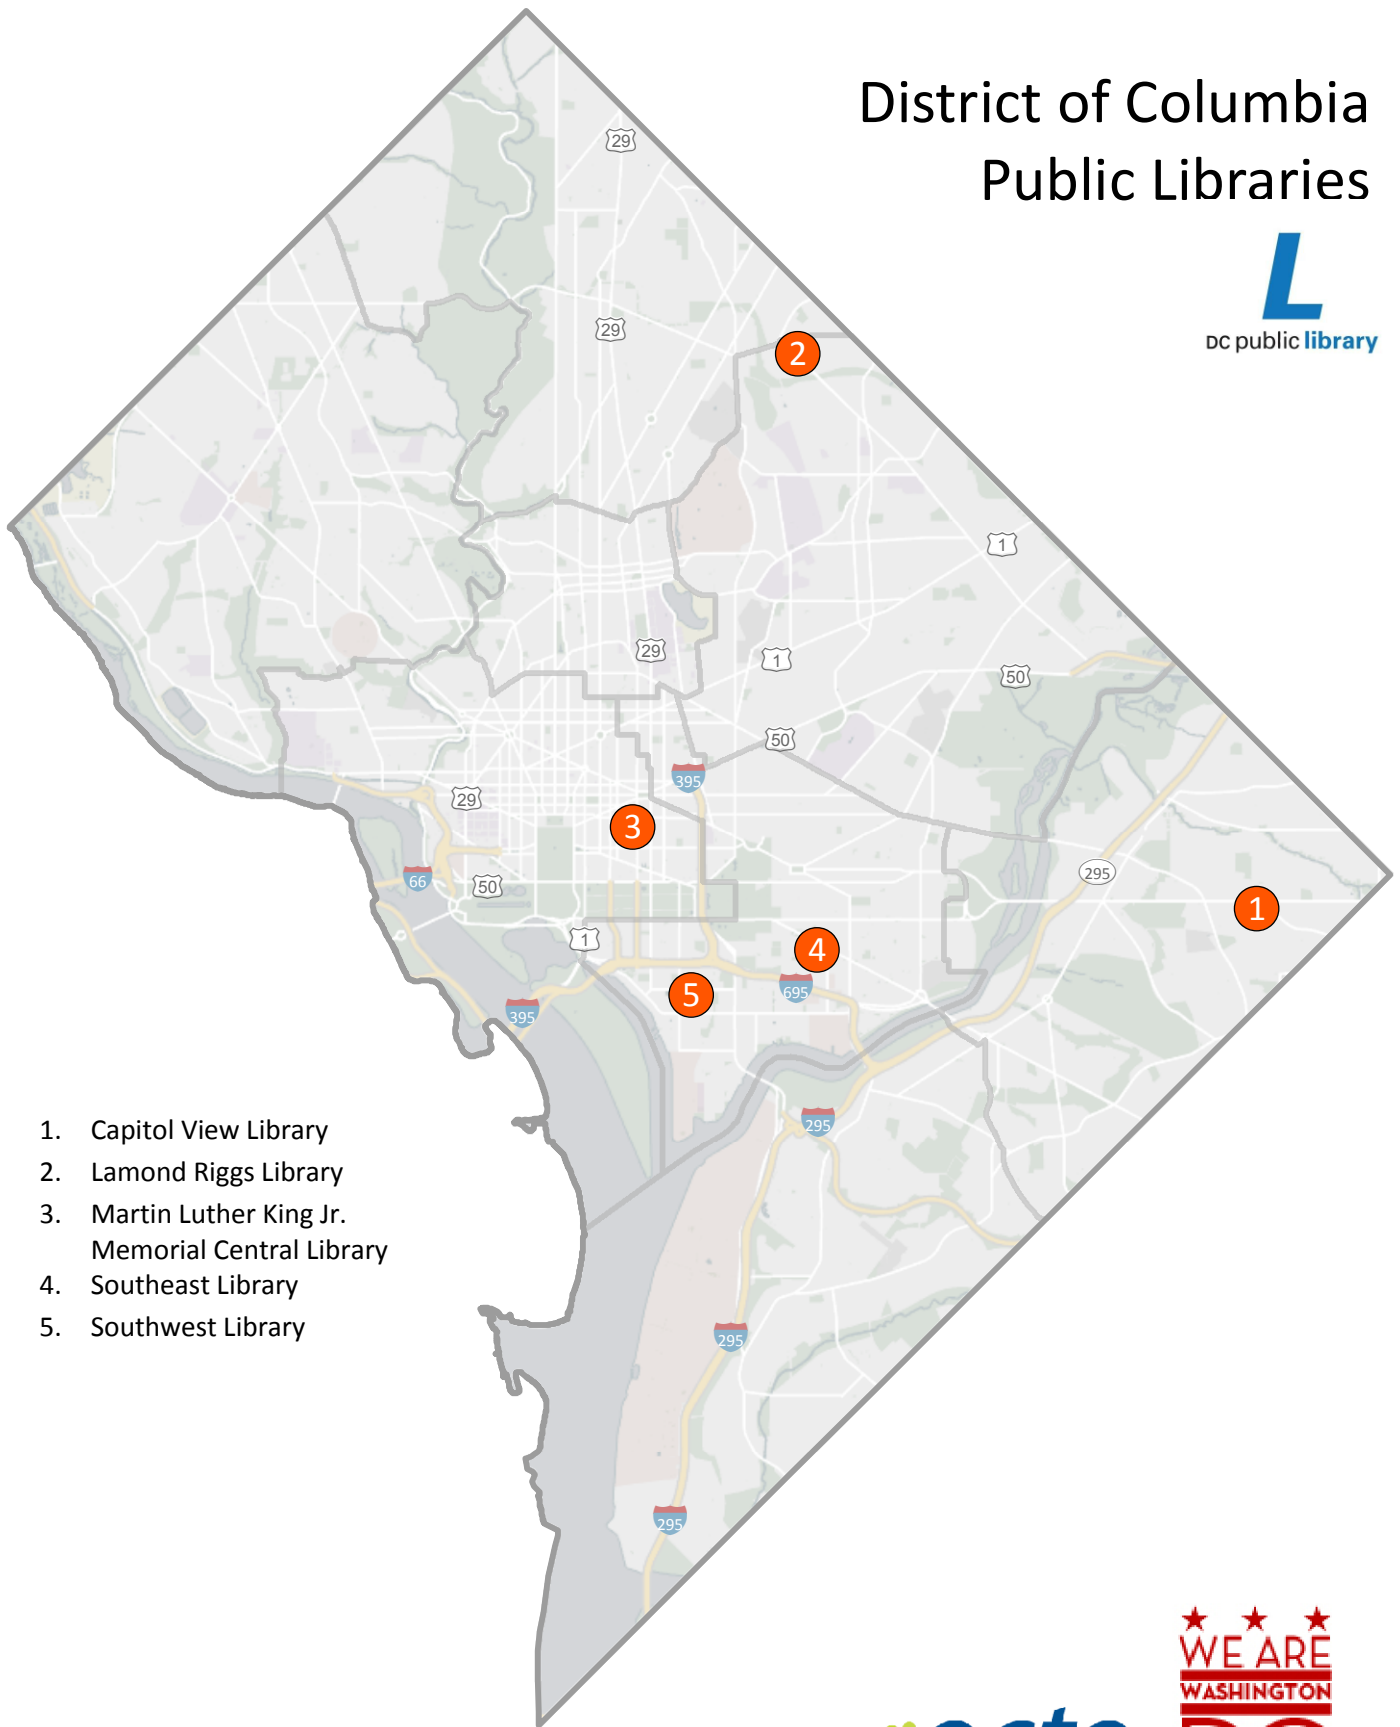 District of Columbia
Public Libraries
L
DC public library
29
29
2
1
29
1
50
50
395
29
3
66
50
295
1
1
4
5
695
395
295
295
295
1. Capitol View Library
2. Lamond Riggs Library
3. Martin Luther King Jr.
Memorial Central Library
4. Southeast Library
5. Southwest Library
WE ARE
WASHINGTON